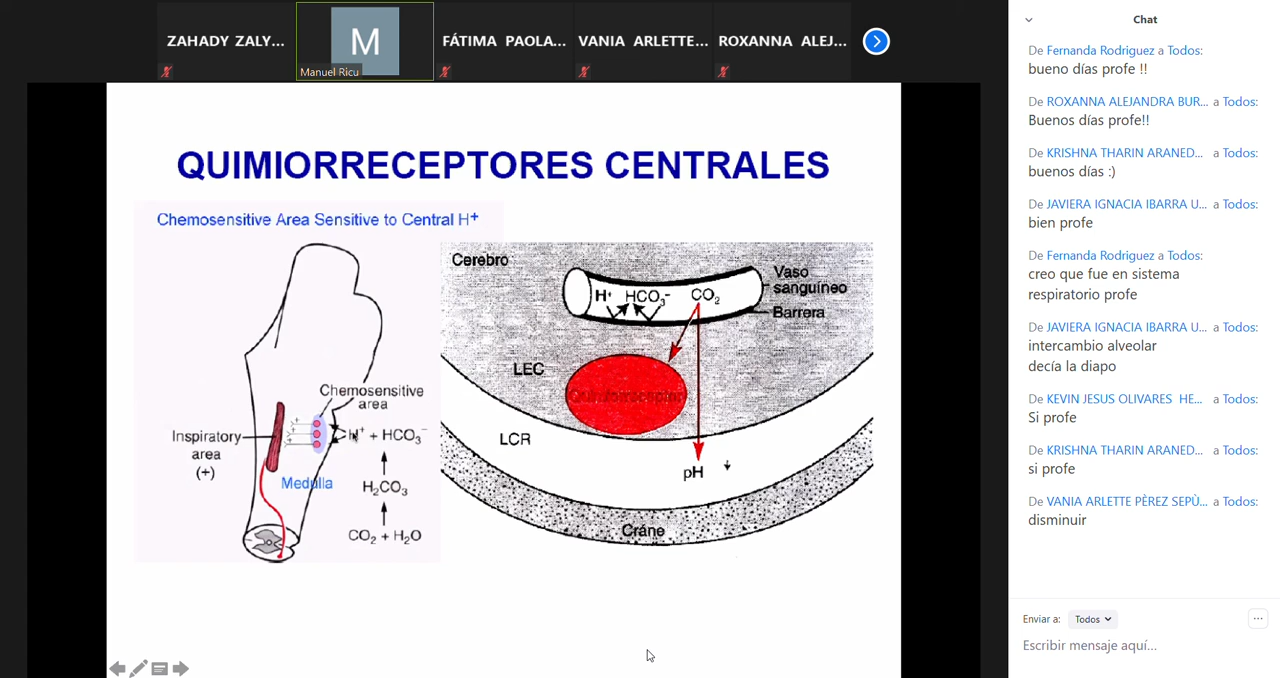 ZAHADY ZALY...
M
Manuel Ricu
FÁTIMA PAOLA...
VANIA ARLETTE...
ROXANNA ALEJ...
QUIMIORRECEPTORES CENTRALES
Chemosensitive Area Sensitive to Central H+
Chemosensitive
area
Inspiratory
area
(+)
H+ + HCO3-
Medulla
H2CO3
CO2 + H2O
Cerebro
Vaso
sanguíneo
H+ HCO3- CO2
Barrera
LEC
Quimiorreceptor
LCR
pH
Cráne
Chat
De Fernanda Rodriguez a Todos:
bueno días profe !!
De ROXANNA ALEJANDRA BUR... a Todos:
Buenos días profe!!
De KRISHNA THARIN ARANED... a Todos:
buenos días :)
De JAVIERA IGNACIA IBARRA U... a Todos:
bien profe
De Fernanda Rodriguez a Todos:
creo que fue en sistema
respiratorio profe
De JAVIERA IGNACIA IBARRA U... a Todos:
intercambio alveolar
decía la diapo
De KEVIN JESUS OLIVARES HE... a Todos:
Si profe
De KRISHNA THARIN ARANED... a Todos:
si profe
De VANIA ARLETTE PÈREZ SEPÙ... a Todos:
disminuir
Enviar a: Todos
Escribir mensaje aquí...